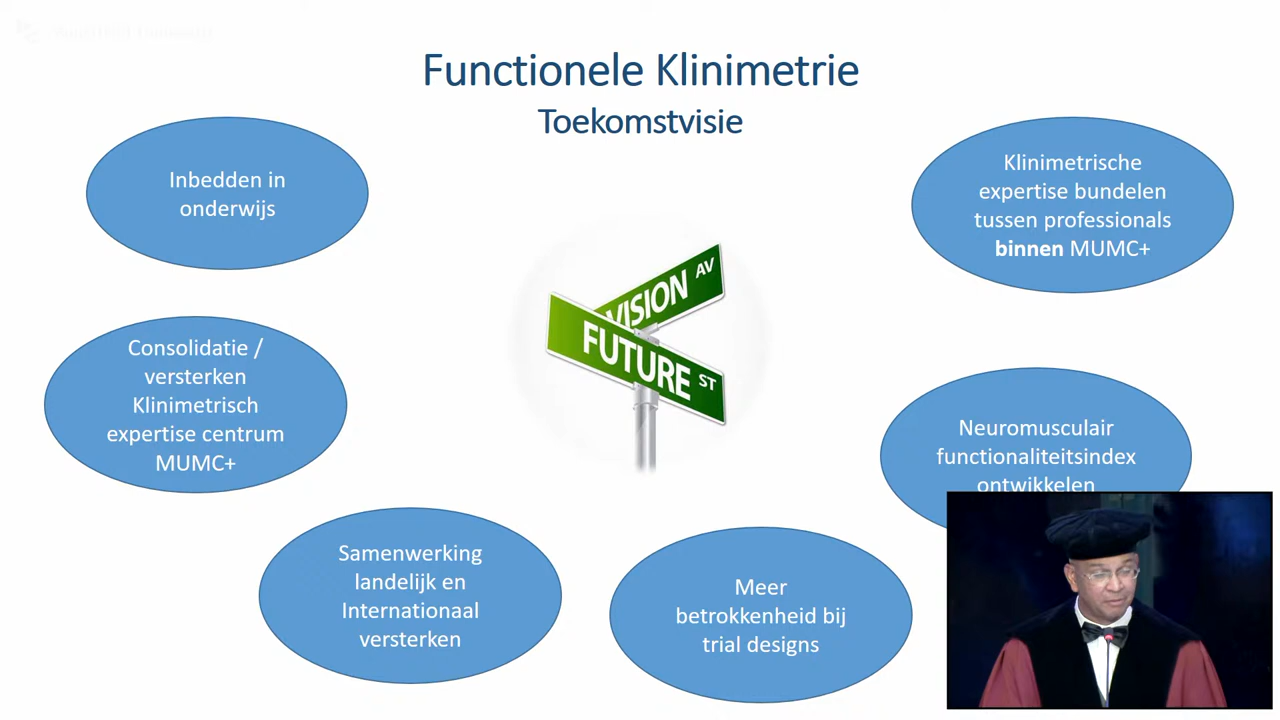 Functionele Klinimetrie
Toekomstvisie
Inbedden in
onderwijs
Klinimetrische
expertise bundelen
tussen professionals
binnen MUMC+
VISION AV
FUTURE ST
Consolidatie /
versterken
Klinimetrisch
expertise centrum
MUMC+
Neuromusculair
functionaliteitsindex
ontwikkelen
Samenwerking
landelijk en
Internationaal
versterken
Meer
betrokkenheid bij
trial designs